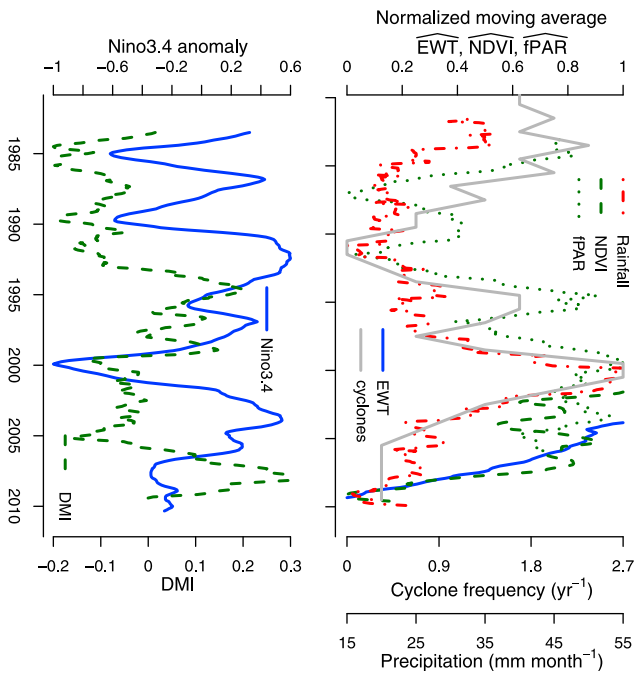 Nino3.4 anomaly
−1 −0.6 −0.2 0.2 0.6
1985
1990
1995
2000
2005
2010
Nino3.4
DMI
−0.2 −0.1 0 0.1 0.2 0.3
DMI
Normalized moving average
EWT, NDVI, fPAR
0 0.2 0.4 0.6 0.8 1
Rainfall
NDVI
fPAR
EWT
cyclones
0 0.9 1.8 2.7
Cyclone frequency (yr⁻¹)
15 25 35 45 55
Precipitation (mm month⁻¹)